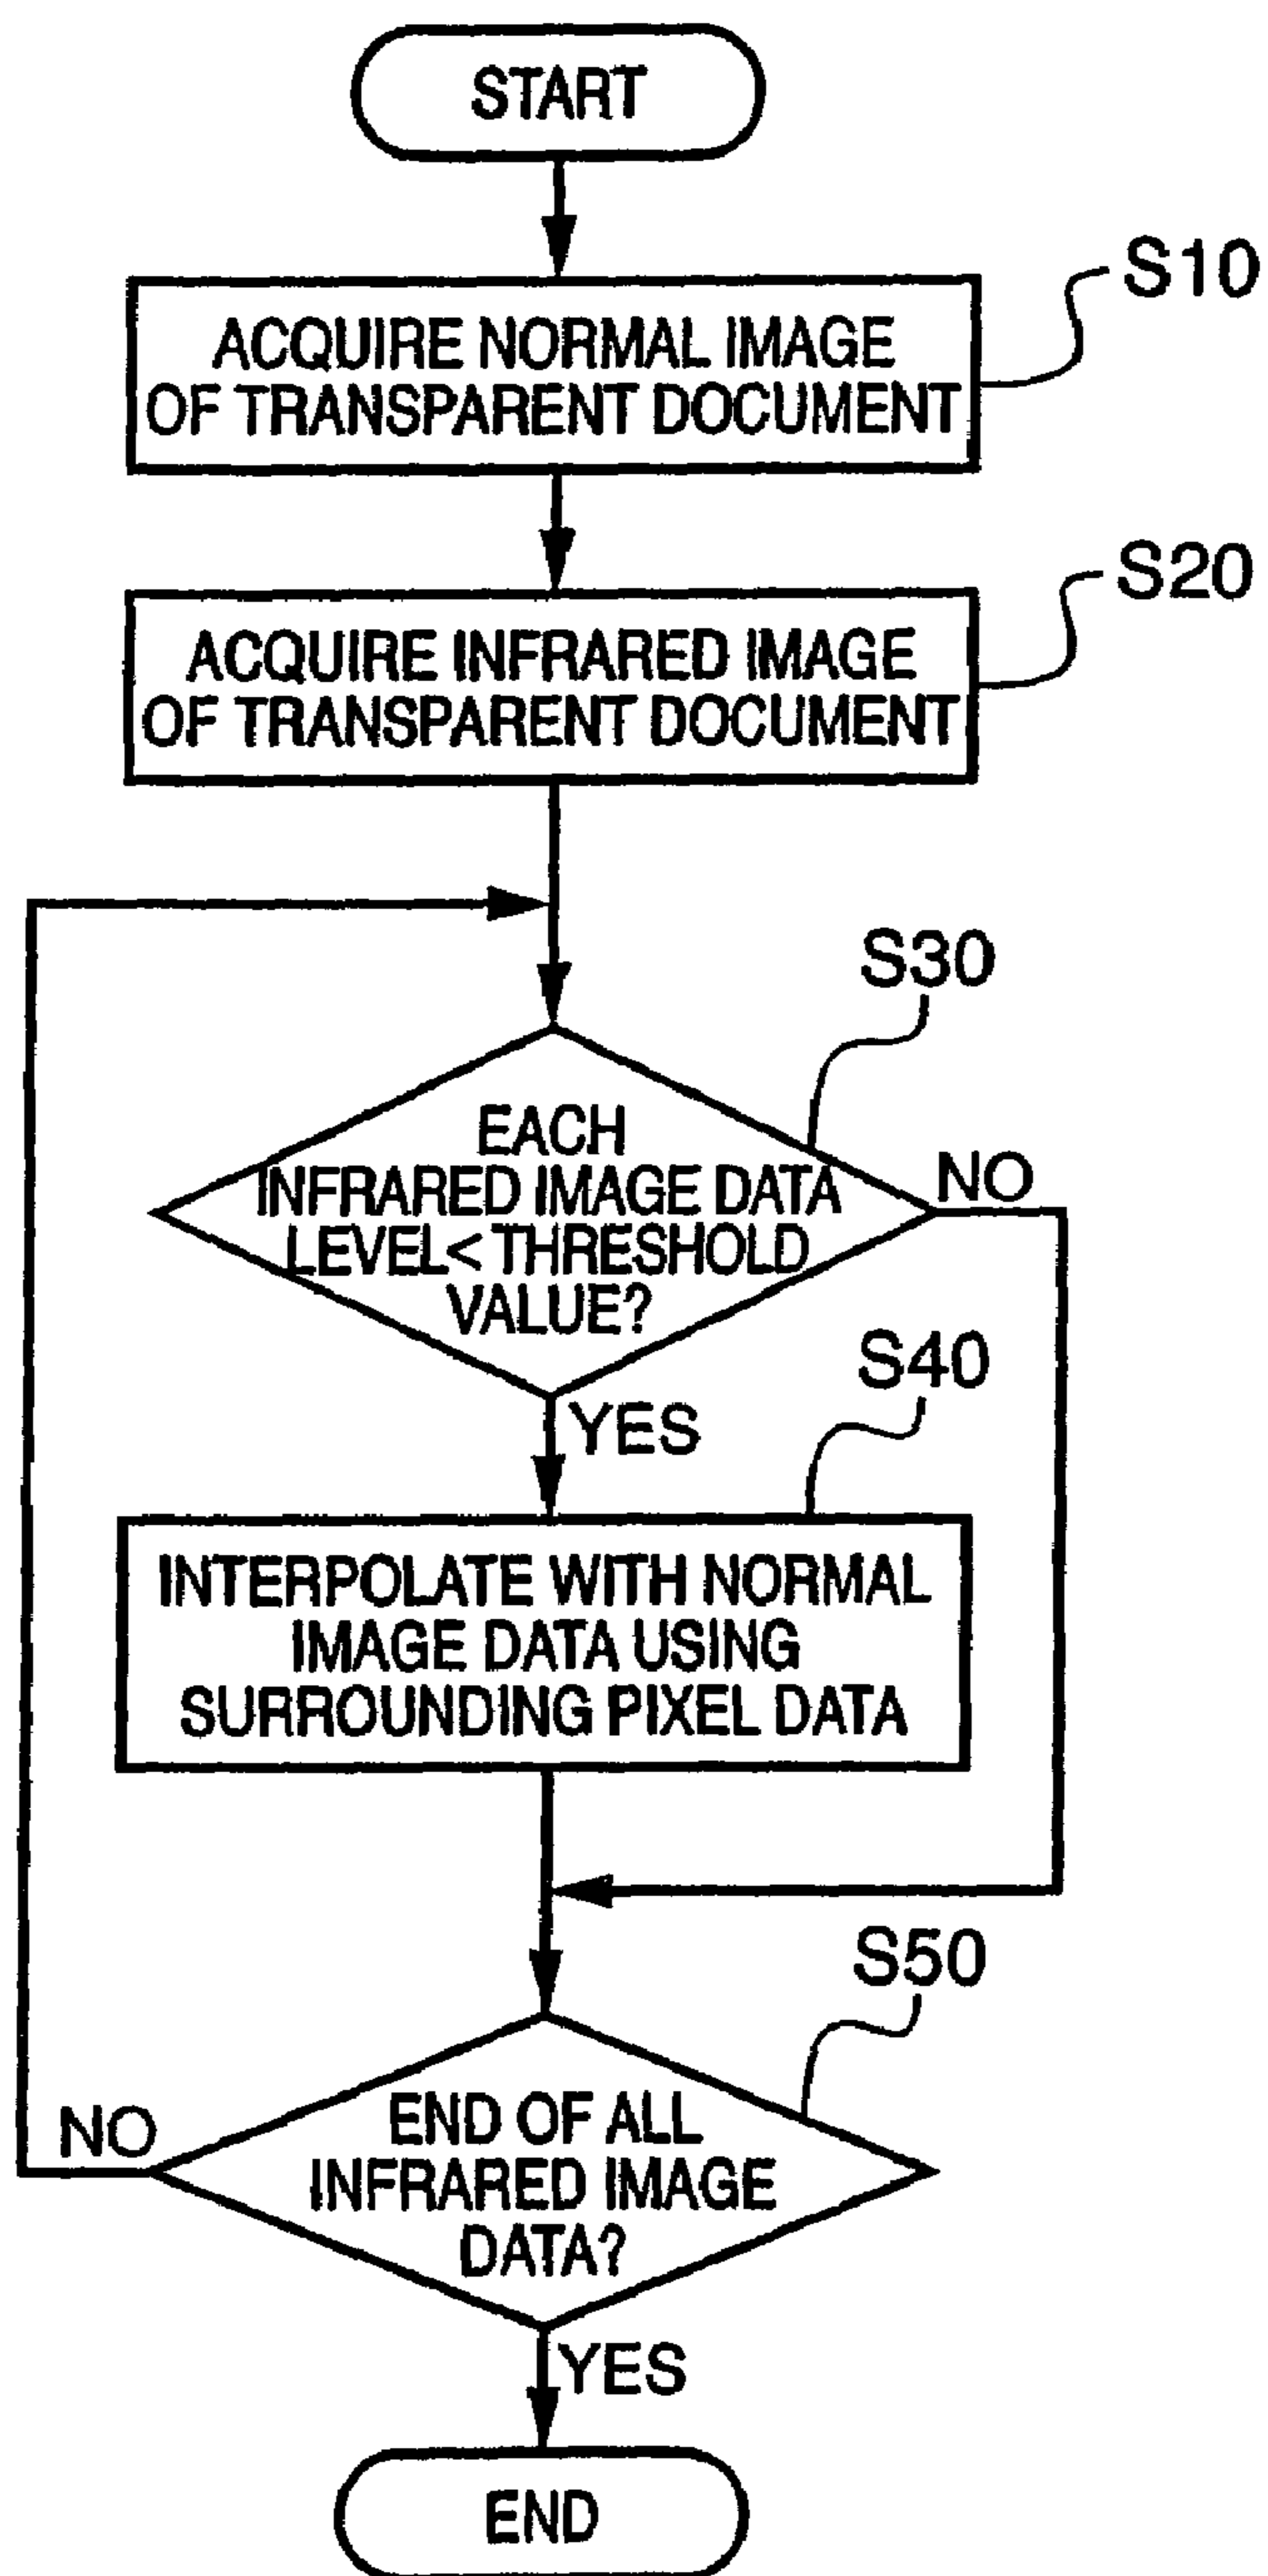 START
S10
ACQUIRE NORMAL IMAGE
OF TRANSPARENT DOCUMENT
S20
ACQUIRE INFRARED IMAGE
OF TRANSPARENT DOCUMENT
S30
EACH
INFRARED IMAGE DATA
LEVEL< THRESHOLD
VALUE?
NO
YES
S40
INTERPOLATE WITH NORMAL
IMAGE DATA USING
SURROUNDING PIXEL DATA
S50
END OF ALL
INFRARED IMAGE
DATA?
NO
YES
END